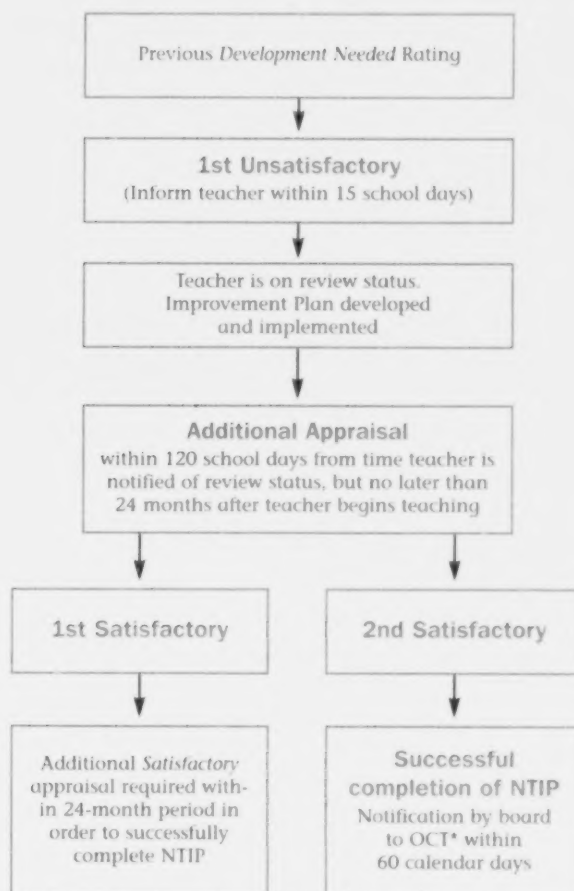 Previous Development Needed Rating
1st Unsatisfactory
(Inform teacher within 15 school days)
Teacher is on review status.
Improvement Plan developed
and implemented
Additional Appraisal
within 120 school days from time teacher is
notified of review status, but no later than
24 months after teacher begins teaching
1st Satisfactory
2nd Satisfactory
Additional Satisfactory
appraisal required with-
in 24-month period in
order to successfully
complete NTIP
Successful
completion of NTIP
Notification by board
to OCT* within
60 calendar days